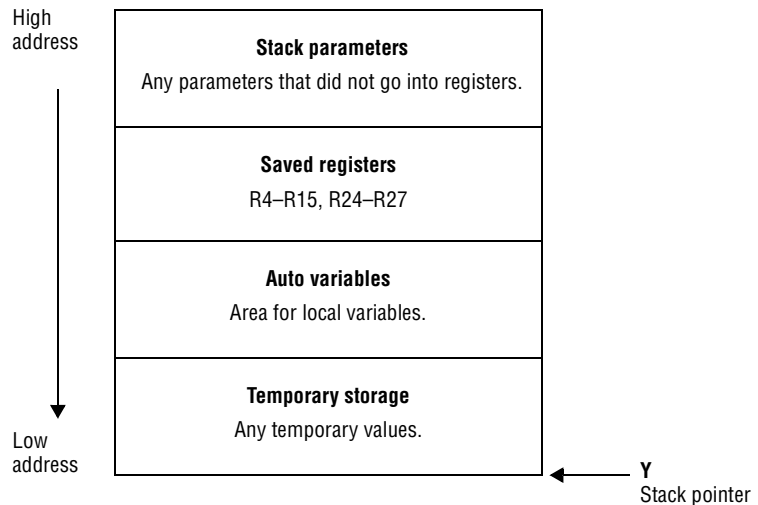 High
address
Stack parameters
Any parameters that did not go into registers.
Saved registers
R4–R15, R24–R27
Auto variables
Area for local variables.
Temporary storage
Any temporary values.
Low
address
Y
Stack pointer